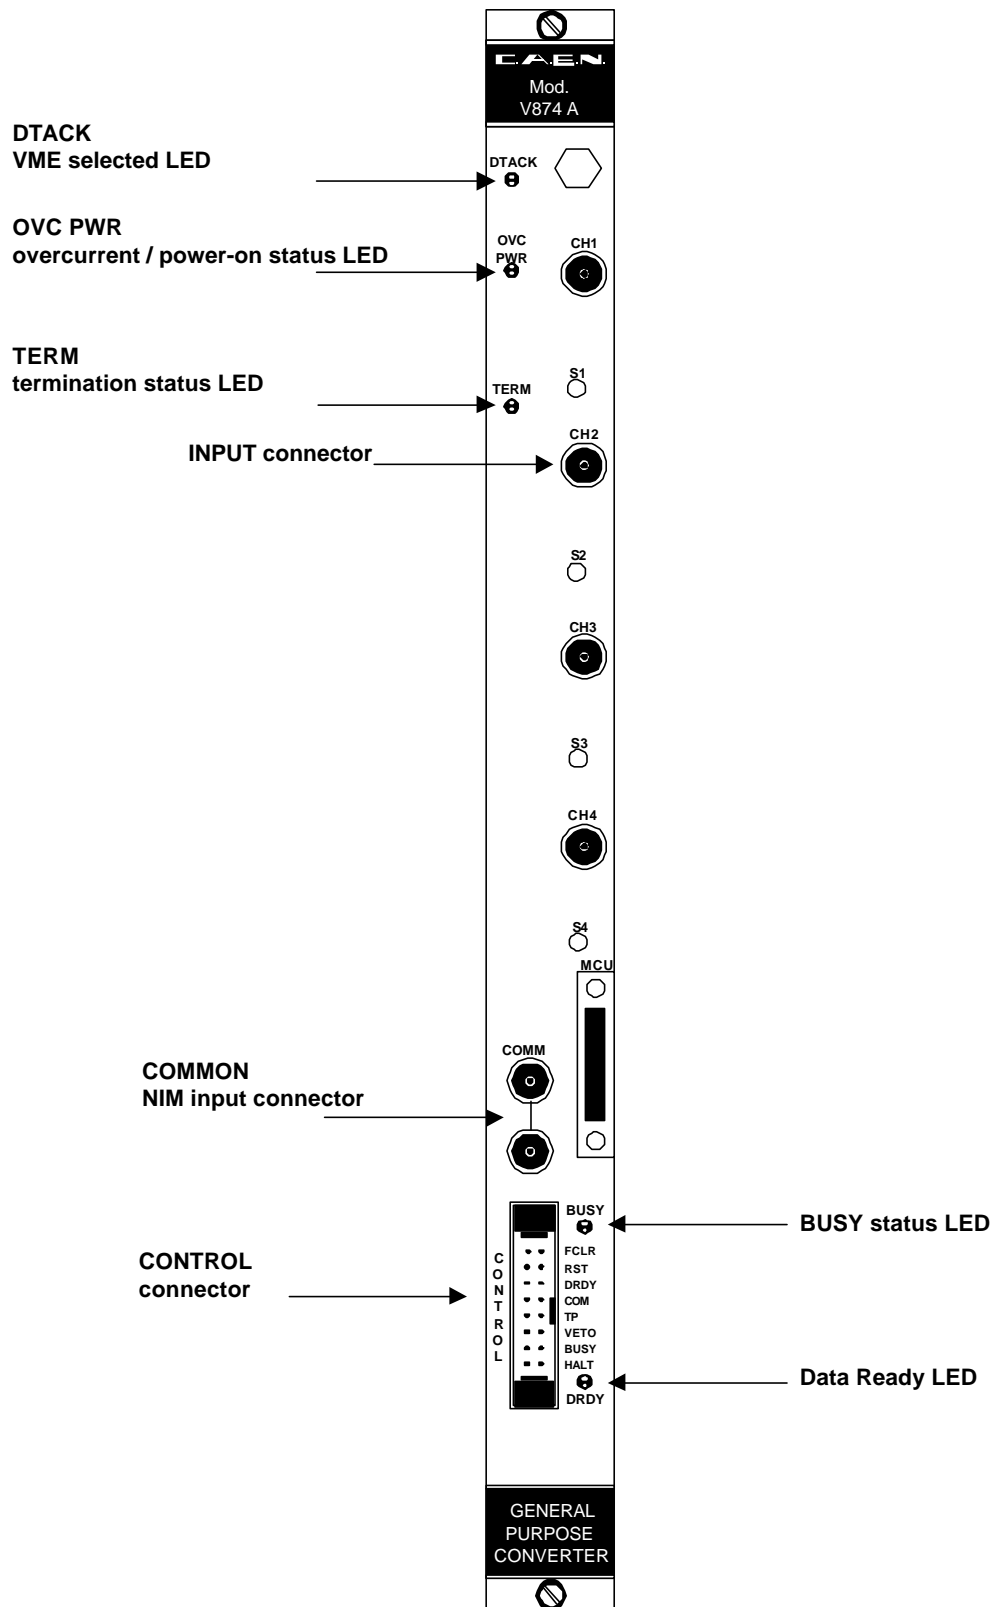 C.A.E.N.
Mod.
V874 A
DTACK
VME selected LED
DTACK
OVC PWR
overcurrent / power-on status LED
OVC
PWR
CH1
TERM
termination status LED
TERM
S1
INPUT connector
CH2
S2
CH3
S3
CH4
S4
MCU
COMM
COMMON
NIM input connector
BUSY
BUSY status LED
CONTROL
connector
CONTROL
FCLR
RST
DRDY
COM
TP
VETO
BUSY
HALT
Data Ready LED
DRDY
GENERAL
PURPOSE
CONVERTER